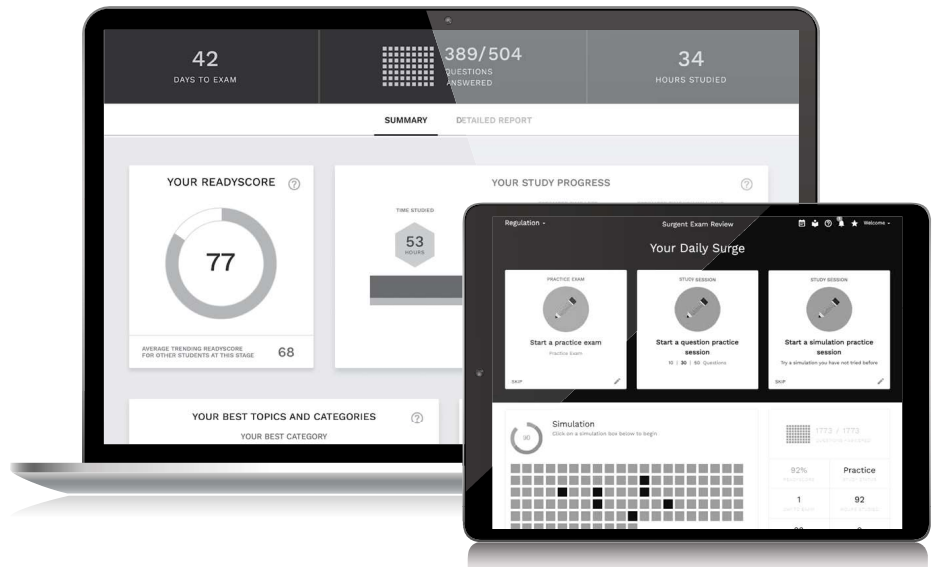 42
DAYS TO EXAM
389/504
QUESTIONS
ANSWERED
34
HOURS STUDIED
SUMMARY
DETAILED REPORT
YOUR READYSCORE ?
77
AVERAGE TRENDING READYSCORE
FOR OTHER STUDENTS AT THIS STAGE
68
YOUR STUDY PROGRESS ?
TIME STUDIED
53
HOURS
YOUR BEST TOPICS AND CATEGORIES ?
YOUR BEST CATEGORY
Regulation
Surgent Exam Review
Welcome
Your Daily Surge
PRACTICE EXAM
Start a practice exam
Practice Exam
SKIP
STUDY SESSION
Start a question practice
session
10 | 30 | 50 Questions
STUDY SESSION
Start a simulation practice
session
Try a simulation you have not tried before
SKIP
90
Simulation
Click on a simulation box below to begin
1773 / 1773
92%
Practice
1
92